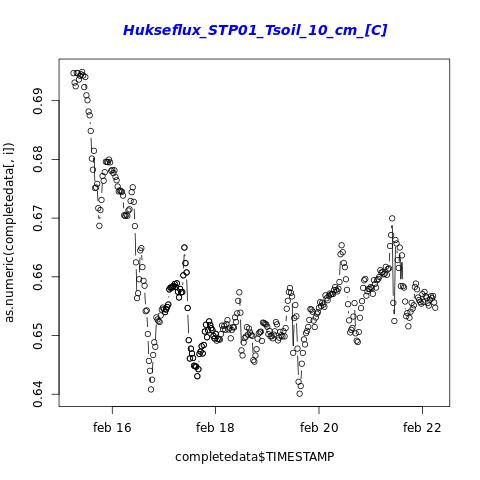 Hukseflux_STP01_Tsoil_10_cm_[C]
as.numeric(completedata[, i])
0.69
0.68
0.67
0.66
0.65
0.64
feb 16 feb 18 feb 20 feb 22
completedata$TIMESTAMP